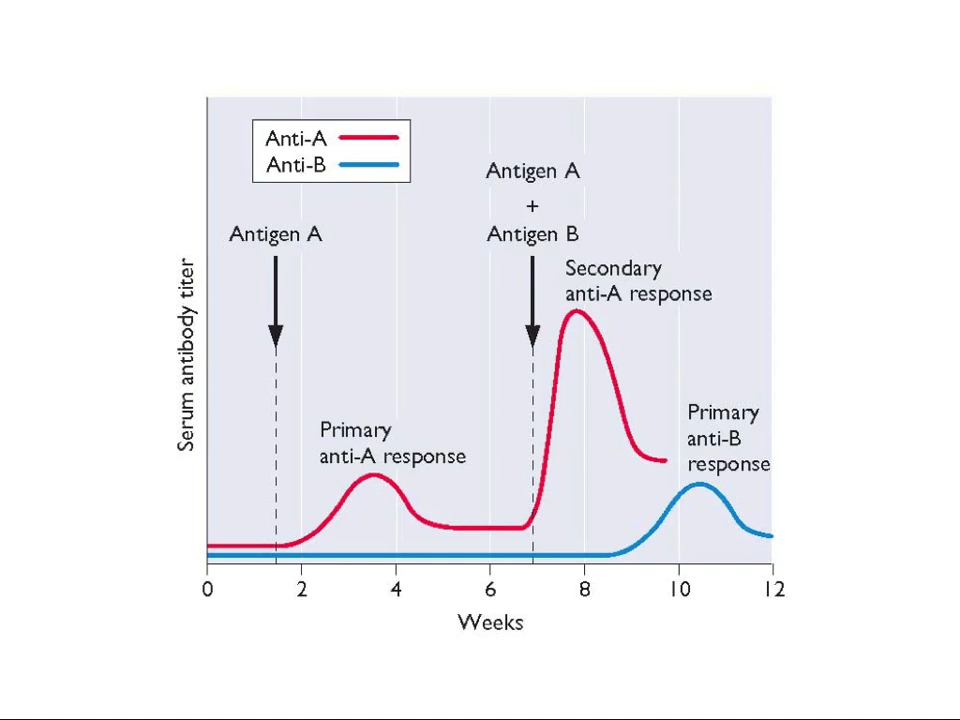 Anti-A
Anti-B
Antigen A
+
Antigen B
Antigen A
Secondary
anti-A response
Primary
anti-A response
Primary
anti-B
response
Serum antibody titer
0 2 4 6 8 10 12
Weeks